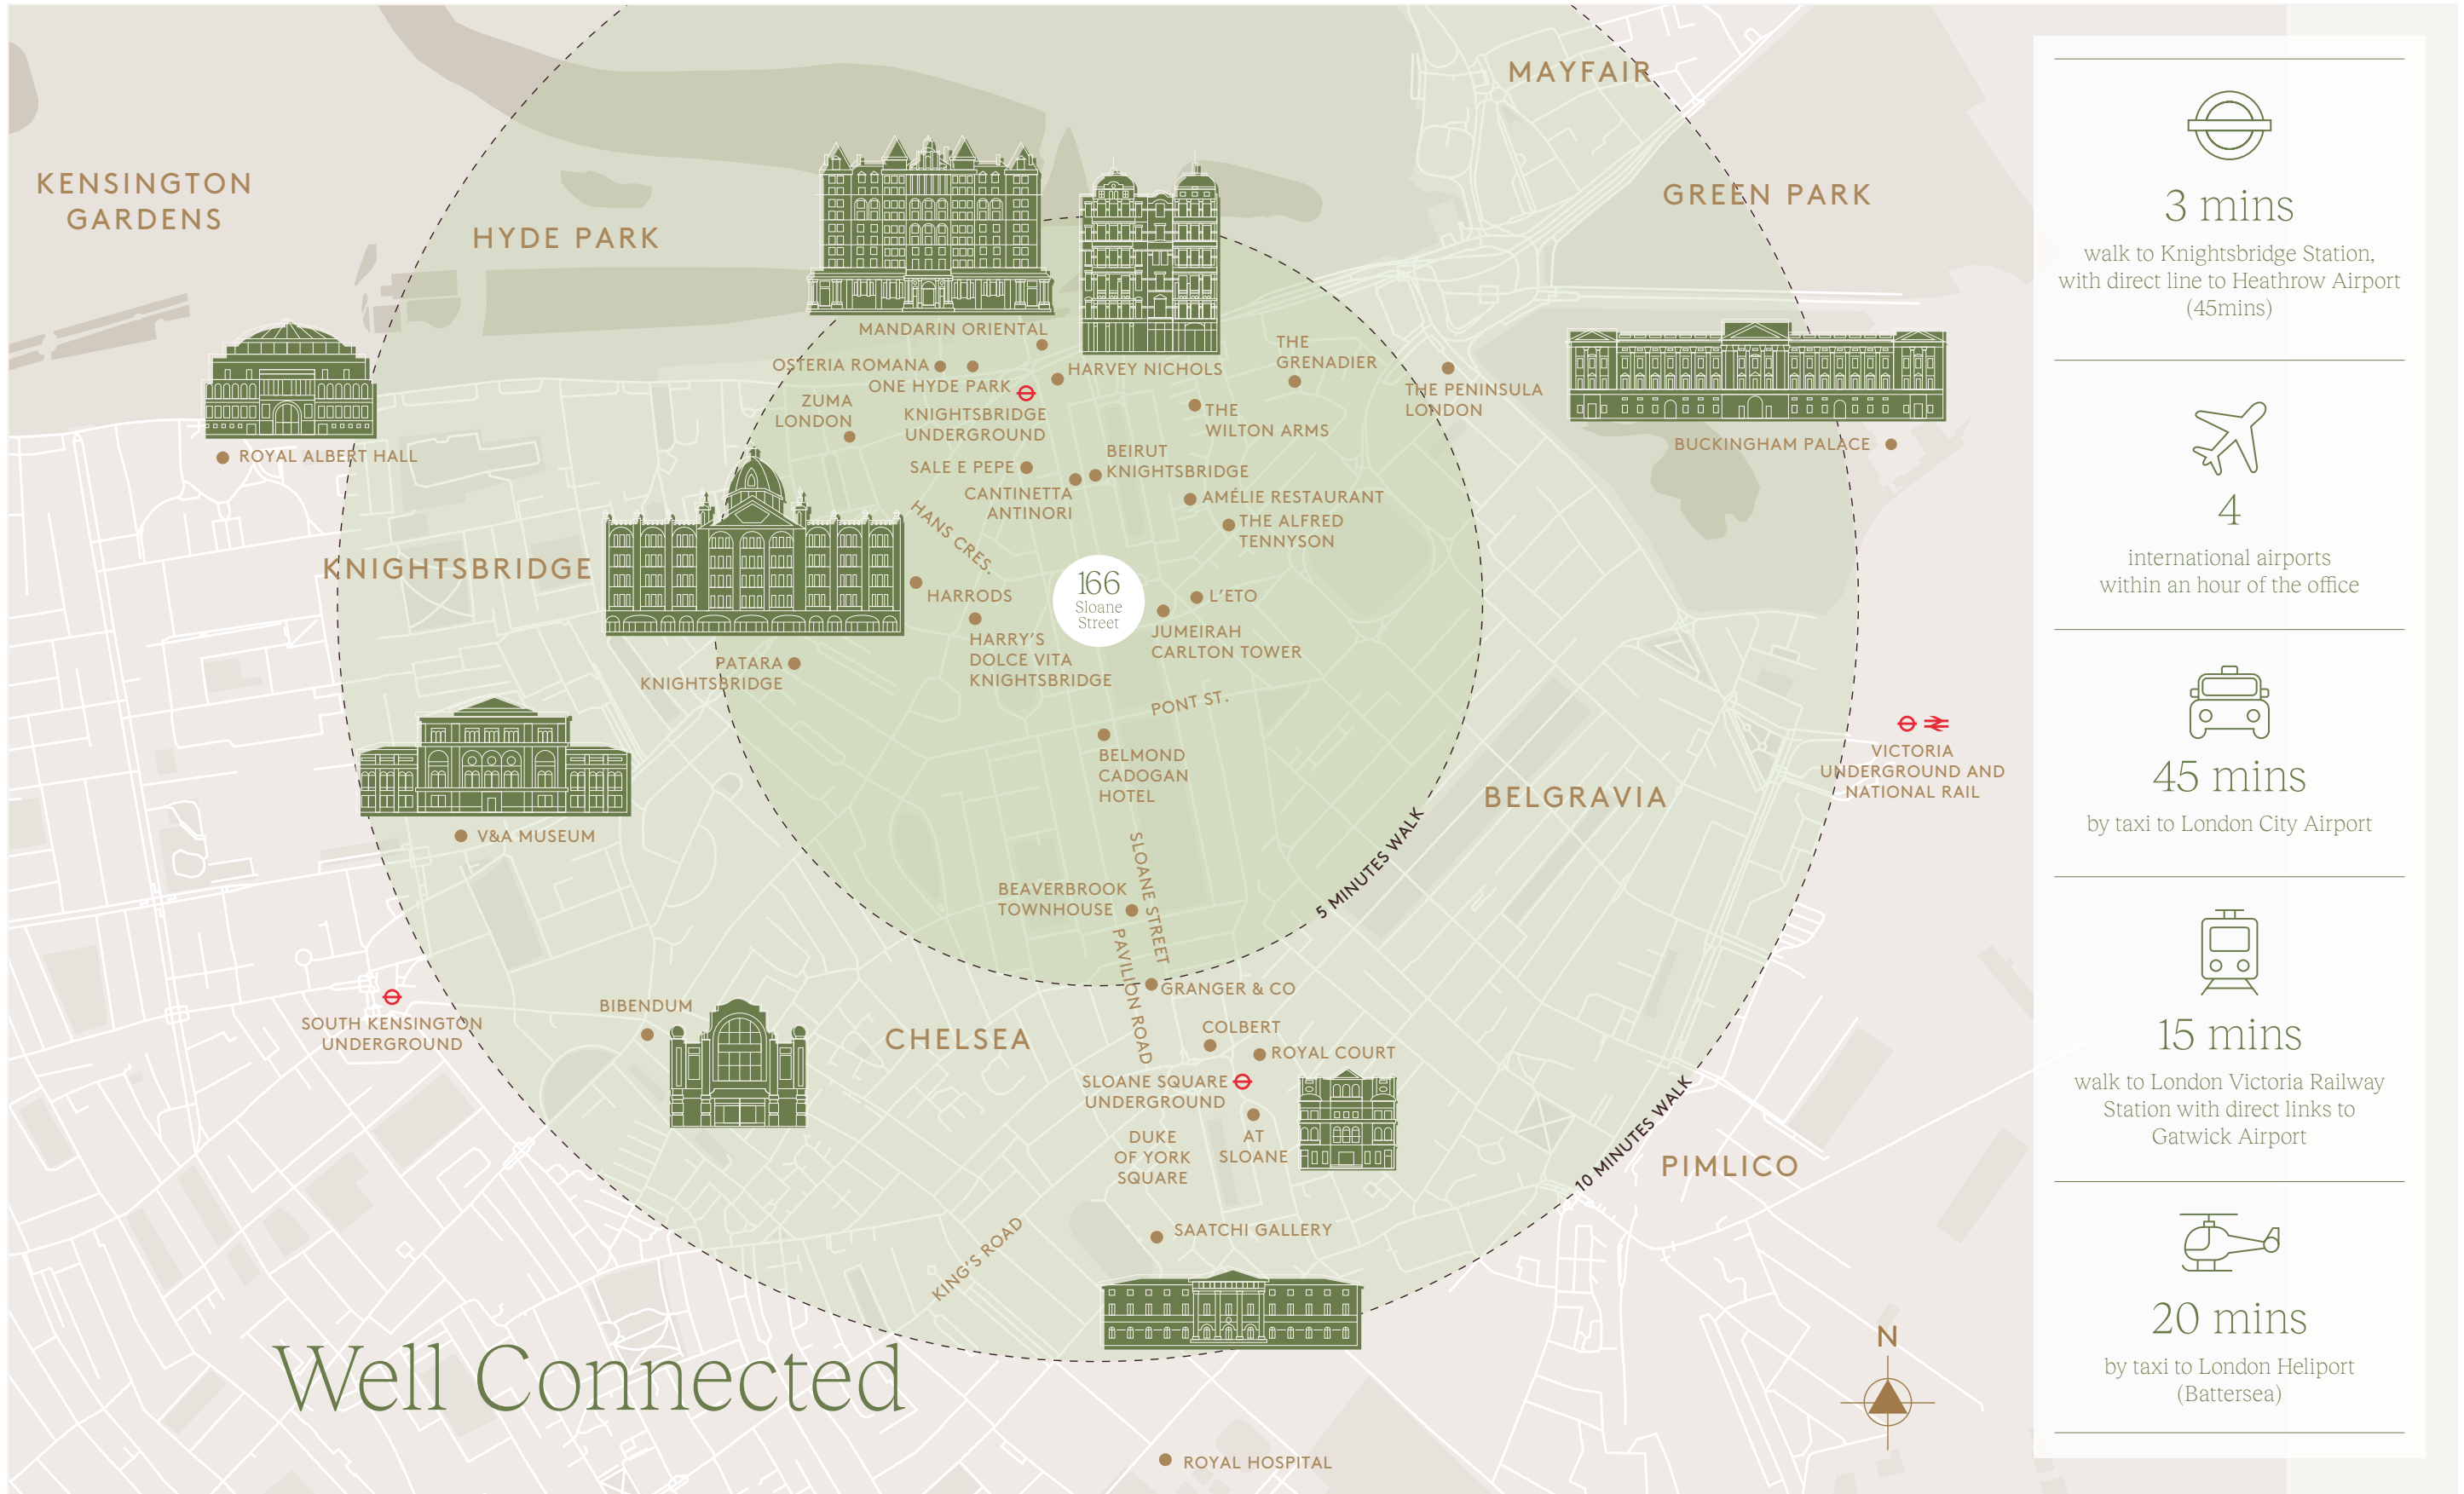 MAYFAIR
KENSINGTON
GARDENS
HYDE PARK
GREEN PARK
MANDARIN ORIENTAL
OSTERIA ROMANA
ONE HYDE PARK
HARVEY NICHOLS
THE
GRENADIER
THE PENINSULA
LONDON
ZUMA
LONDON
KNIGHTSBRIDGE
UNDERGROUND
THE
WILTON ARMS
BUCKINGHAM PALACE
ROYAL ALBERT HALL
SALE E PEPE
BEIRUT
KNIGHTSBRIDGE
CANTINETTA
ANTINORI
AMÉLIE RESTAURANT
THE ALFRED
TENNYSON
HANS CRES.
KNIGHTSBRIDGE
166
Sloane
Street
HARRODS
L'ETO
HARRY'S
DOLCE VITA
KNIGHTSBRIDGE
JUMEIRAH
CARLTON TOWER
PATARA
KNIGHTSBRIDGE
PONT ST.
BELMOND
CADOGAN
HOTEL
VICTORIA
UNDERGROUND AND
NATIONAL RAIL
BELGRAVIA
V&A MUSEUM
5 MINUTES WALK
SLOANE STREET
BEAVERBROOK
TOWNHOUSE
PAVILION ROAD
GRANGER & CO
BIBENDUM
SOUTH KENSINGTON
UNDERGROUND
CHELSEA
COLBERT
ROYAL COURT
SLOANE SQUARE
UNDERGROUND
DUKE
OF YORK
SQUARE
AT
SLOANE
10 MINUTES WALK
PIMLICO
SAATCHI GALLERY
KING'S ROAD
Well Connected
N
ROYAL HOSPITAL
3 mins
walk to Knightsbridge Station,
with direct line to Heathrow Airport
(45mins)
4
international airports
within an hour of the office
45 mins
by taxi to London City Airport
15 mins
walk to London Victoria Railway
Station with direct links to
Gatwick Airport
20 mins
by taxi to London Heliport
(Battersea)